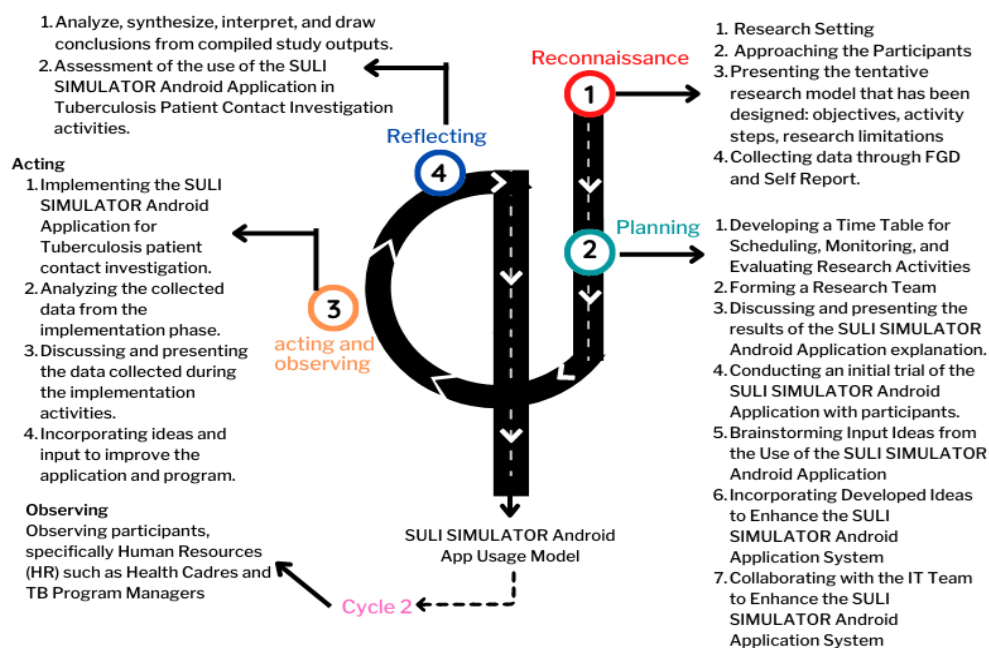 1. Analyze, synthesize, interpret, and draw
conclusions from compiled study outputs.
2. Assessment of the use of the SULI
SIMULATOR Android Application in
Tuberculosis Patient Contact Investigation
activities.
Reflecting
4
Reconnaissance
1
1. Research Setting
2. Approaching the Participants
3. Presenting the tentative
research model that has been
designed: objectives, activity
steps, research limitations
4. Collecting data through FGD
and Self Report.
Planning
2
1. Developing a Time Table for
Scheduling, Monitoring, and
Evaluating Research Activities
2. Forming a Research Team
3. Discussing and presenting the
results of the SULI SIMULATOR
Android Application explanation.
4. Conducting an initial trial of the
SULI SIMULATOR Android
Application with participants.
5. Brainstorming Input Ideas from
the Use of the SULI SIMULATOR
Android Application
6. Incorporating Developed Ideas
to Enhance the SULI
SIMULATOR Android
Application System
7. Collaborating with the IT Team
to Enhance the SULI
SIMULATOR Android
Application System
Acting
1. Implementing the SULI
SIMULATOR Android
Application for
Tuberculosis patient
contact investigation.
2. Analyzing the collected
data from the
implementation phase.
3. Discussing and presenting
the data collected during
the implementation
activities.
4. Incorporating ideas and
input to improve the
application and program.
3
acting and
observing
Observing
Observing participants,
specifically Human Resources
(HR) such as Health Cadres and
TB Program Managers
SULI SIMULATOR Android
App Usage Model
Cycle 2